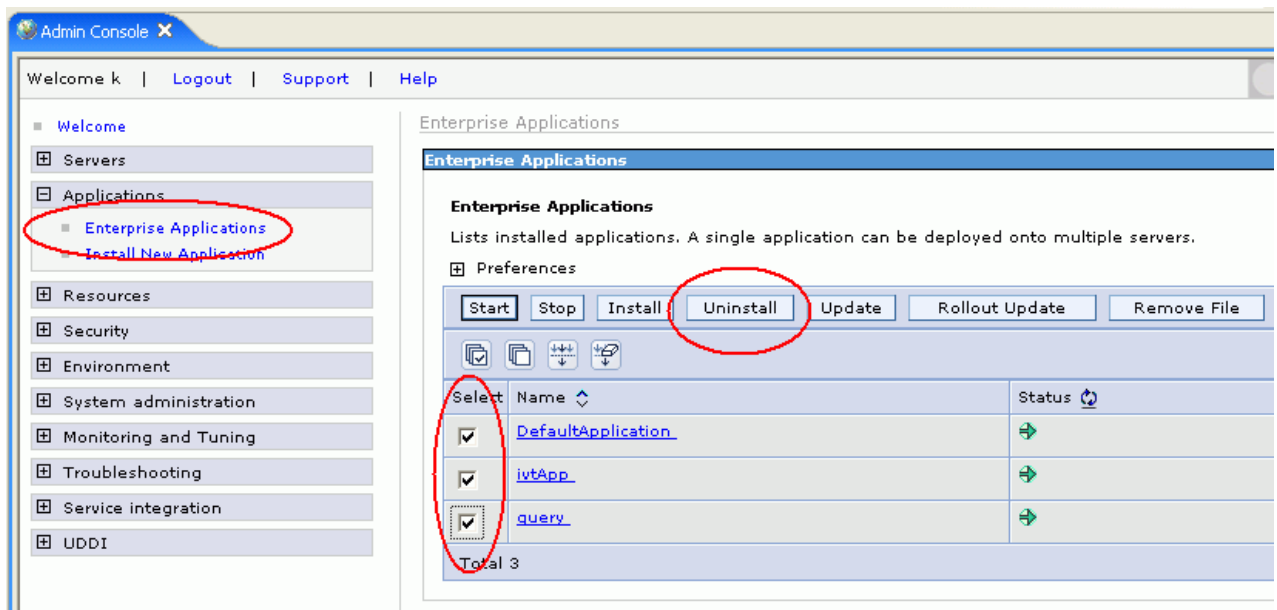 Admin Console
Welcome k | Logout | Support | Help
Welcome
Servers
Applications
Enterprise Applications
Install New Application
Resources
Security
Environment
System administration
Monitoring and Tuning
Troubleshooting
Service integration
UDDI
Enterprise Applications
Enterprise Applications
Enterprise Applications
Lists installed applications. A single application can be deployed onto multiple servers.
Preferences
Start Stop Install Uninstall Update Rollout Update Remove File
Select Name Status
DefaultApplication
ivtApp
query
Total 3